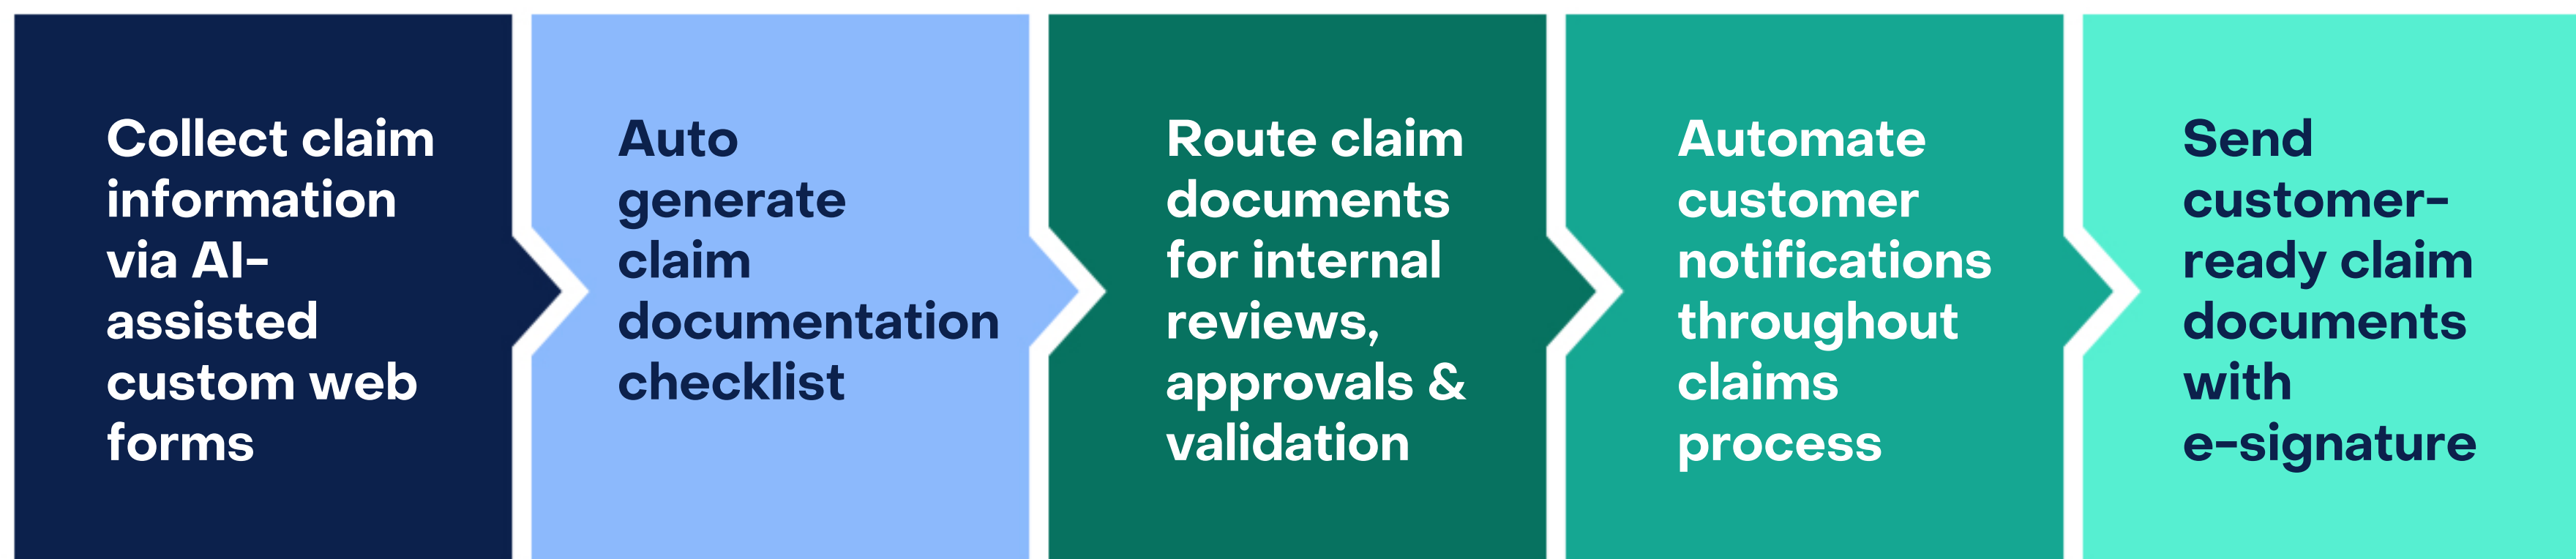 Collect claim
information
via AI-
assisted
custom web
forms
Auto
generate
claim
documentation
checklist
Route claim
documents
for internal
reviews,
approvals &
validation
Automate
customer
notifications
throughout
claims
process
Send
customer-
ready claim
documents
with
e-signature